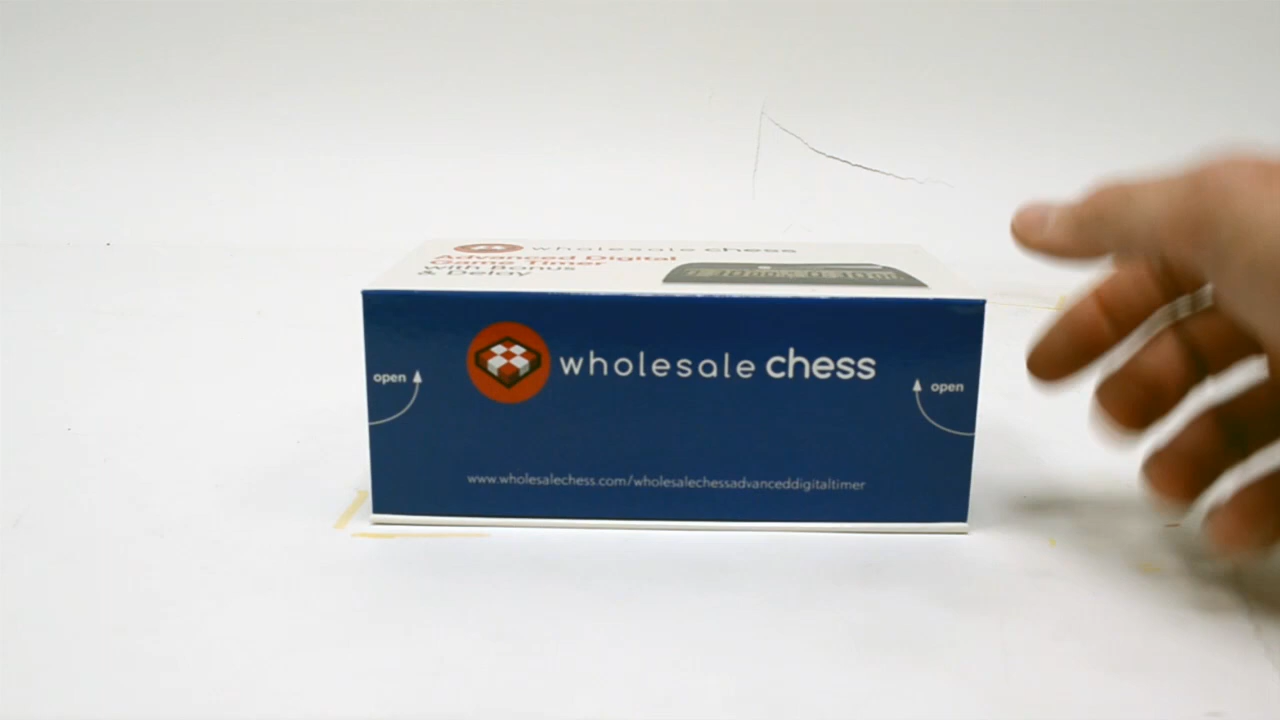 wholesale chess
Advanced Digital
Game Timer
with Bonus
& Delay
wholesale chess
open
open
www.wholesalechess.com/wholesalechessadvanceddigitaltimer